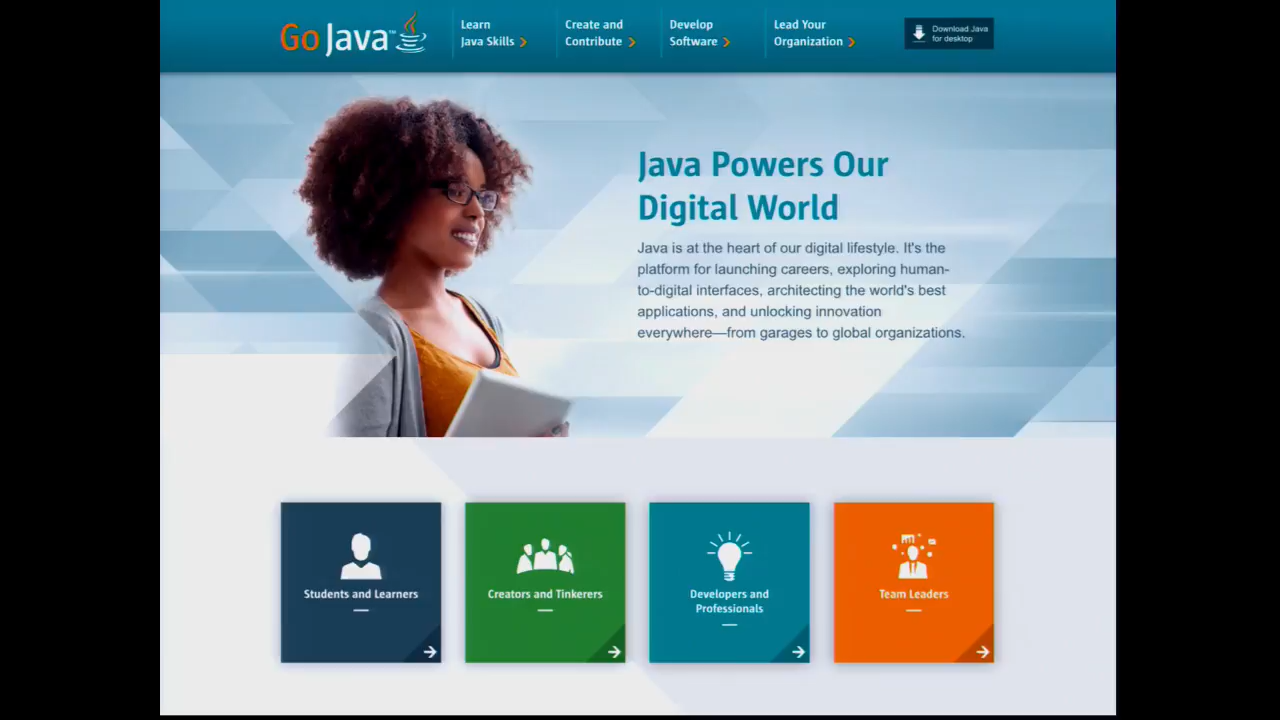 Go Java™
Learn
Java Skills
Create and
Contribute
Develop
Software
Lead Your
Organization
Download Java
for desktop
Java Powers Our
Digital World
Java is at the heart of our digital lifestyle. It's the
platform for launching careers, exploring human-
to-digital interfaces, architecting the world's best
applications, and unlocking innovation
everywhere—from garages to global organizations.
Students and Learners
Creators and Tinkerers
Developers and
Professionals
Team Leaders